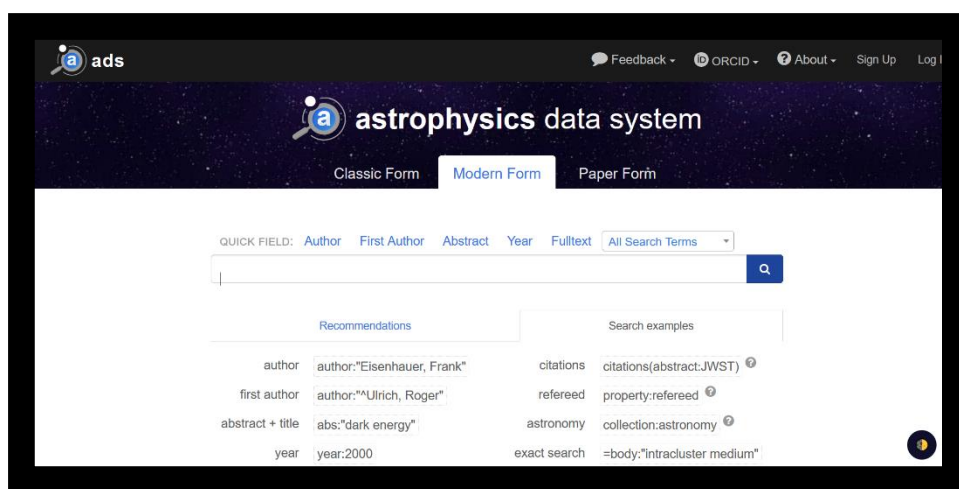 a ads Feedback ORCID About Sign Up Log
a astrophysics data system
Classic Form Modern Form Paper Form
QUICK FIELD: Author First Author Abstract Year Fulltext All Search Terms
Recommendations Search examples
author author:"Eisenhauer, Frank" citations citations(abstract:JWST) ?
first author author:"^Ulrich, Roger" refereed property:refereed ?
abstract + title abs:"dark energy" astronomy collection:astronomy ?
year year:2000 exact search =body:"intracluster medium"